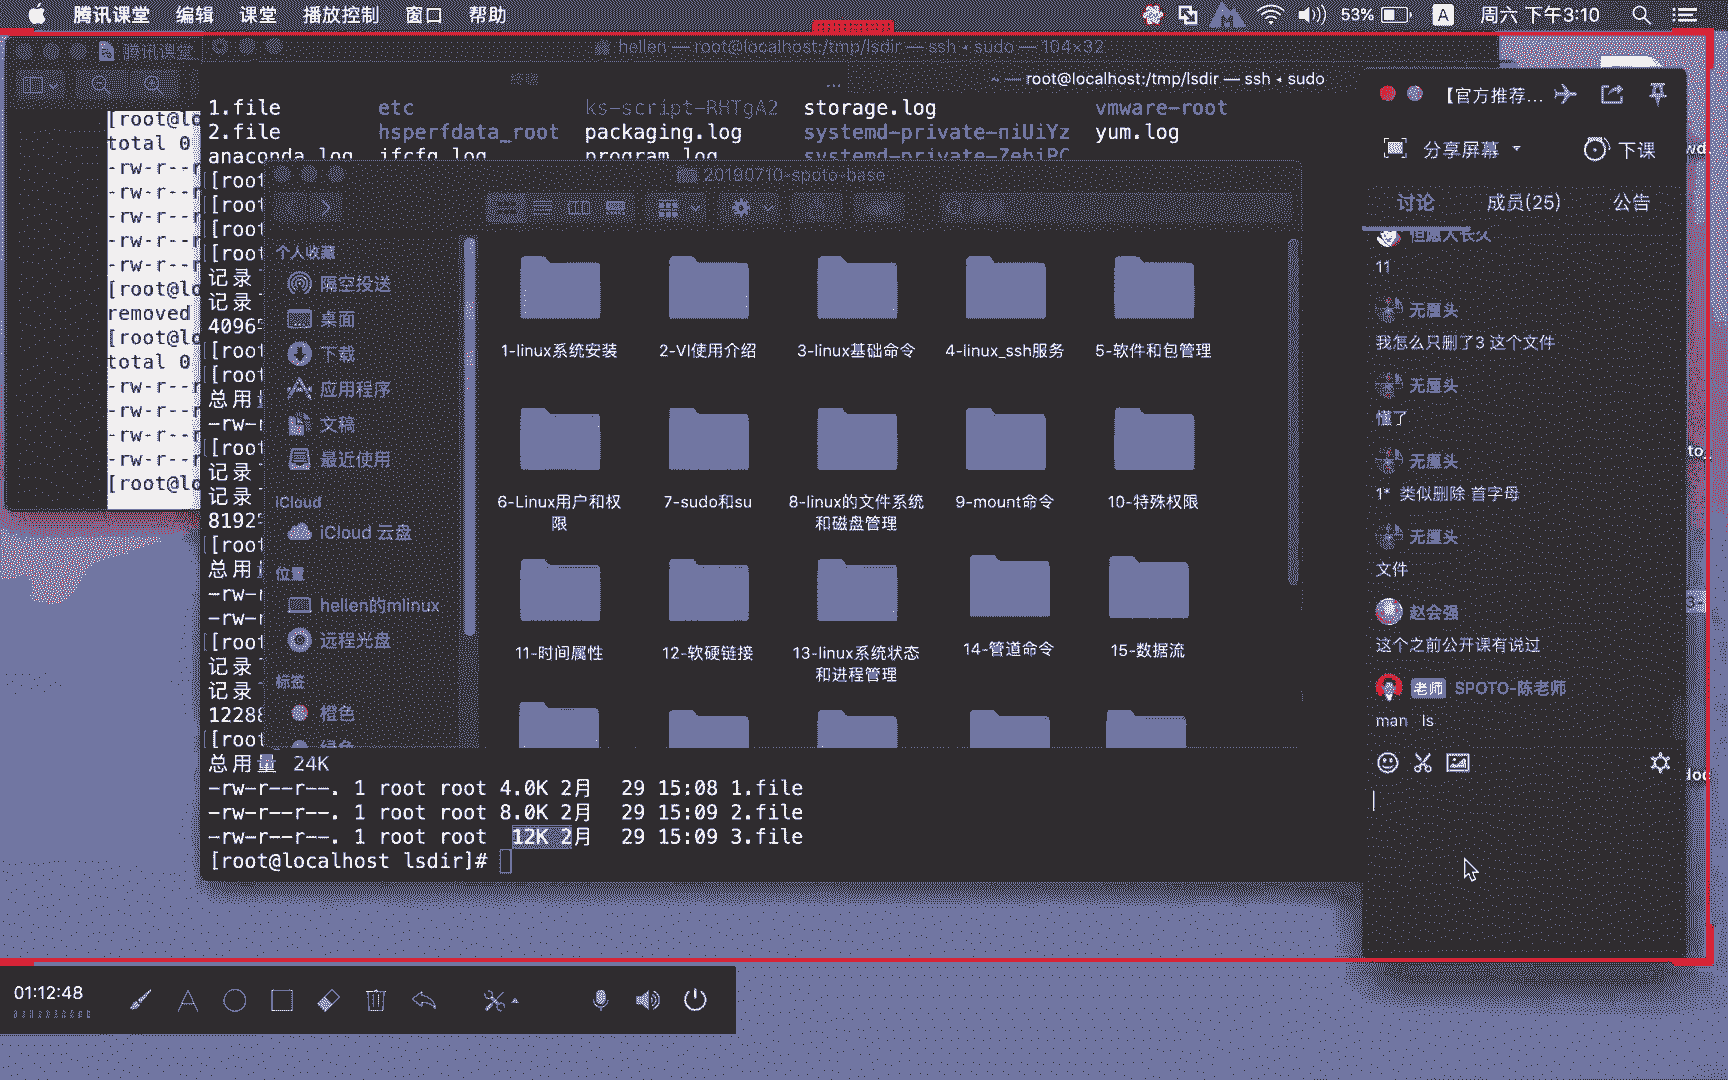 腾讯课堂 编辑 课堂 播放控制 窗口 帮助
53% A 周六 下午3:10
腾讯课堂
hellen — root@localhost:/tmp/lsdir — ssh ◂ sudo — 104×32
终端
... ~ — root@localhost:/tmp/lsdir — ssh ◂ sudo
1.file etc ks-script-RHTgA2 storage.log vmware-root
2.file hsperfdata_root packaging.log systemd-private-niUiYz yum.log
anaconda.log ifcfg.log program.log systemd-private-ZebiPC
[root@lo
total 0
-rw-r--r
-rw-r--r
-rw-r--r
-rw-r--r
-rw-r--r
[root@lo
removed
[root@lo
total 0
-rw-r--r
-rw-r--r
-rw-r--r
-rw-r--r
[root@lo
[root
[root
[root
[root
记录
记录
4096
[root
[root
总用
-rw-r
[root
记录
记录
8192
[root
总用
-rw-r
-rw-r
[root
记录
记录
12288
[root
20190710-spoto-base
个人收藏
隔空投送
桌面
下载
应用程序
文稿
最近使用
iCloud
iCloud 云盘
位置
hellen的mlinux
远程光盘
标签
橙色
绿色
1-linux系统安装
2-VI使用介绍
3-linux基础命令
4-iinux_ssh服务
5-软件和包管理
6-Linux用户和权
限
7-sudo和su
8-linux的文件系统
和磁盘管理
9-mount命令
10-特殊权限
11-时间属性
12-软硬链接
13-linux系统状态
和进程管理
14-管道命令
15-数据流
总用量 24K
-rw-r--r--. 1 root root 4.0K 2月 29 15:08 1.file
-rw-r--r--. 1 root root 8.0K 2月 29 15:09 2.file
-rw-r--r--. 1 root root 12K 2月 29 15:09 3.file
[root@localhost lsdir]#
【官方推荐...
分享屏幕 下课
讨论 成员(25) 公告
但愿人长久
11
无厘头
我怎么只删了3 这个文件
无厘头
懂了
无厘头
1* 类似删除 首字母
无厘头
文件
赵会强
这个之前公开课有说过
老师 SPOTO-陈老师
man ls
wd
to_
3-
doc
01:12:48